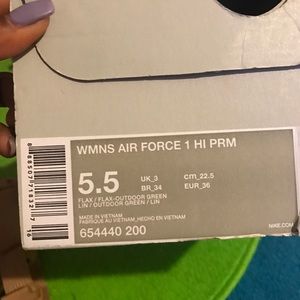 WMNS AIR FORCE 1 HI PRM
5.5
UK_3 cm_22.5
BR_34 EUR_36
FLAX / FLAX-OUTDOOR GREEN
LIN / OUTDOOR GREEN / LIN
MADE IN VIETNAM
FABRIQUÉ AU VIETNAM_HECHO EN VIETNAM
654440 200
NIKE.COM